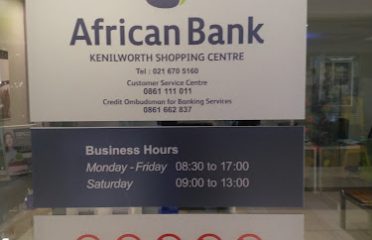 African Bank
KENILWORTH SHOPPING CENTRE
Tel : 021 670 5160
Customer Service Centre
0861 111 011
Credit Ombudsman for Banking Services
0861 662 837
Business Hours
Monday - Friday 08:30 to 17:00
Saturday 09:00 to 13:00